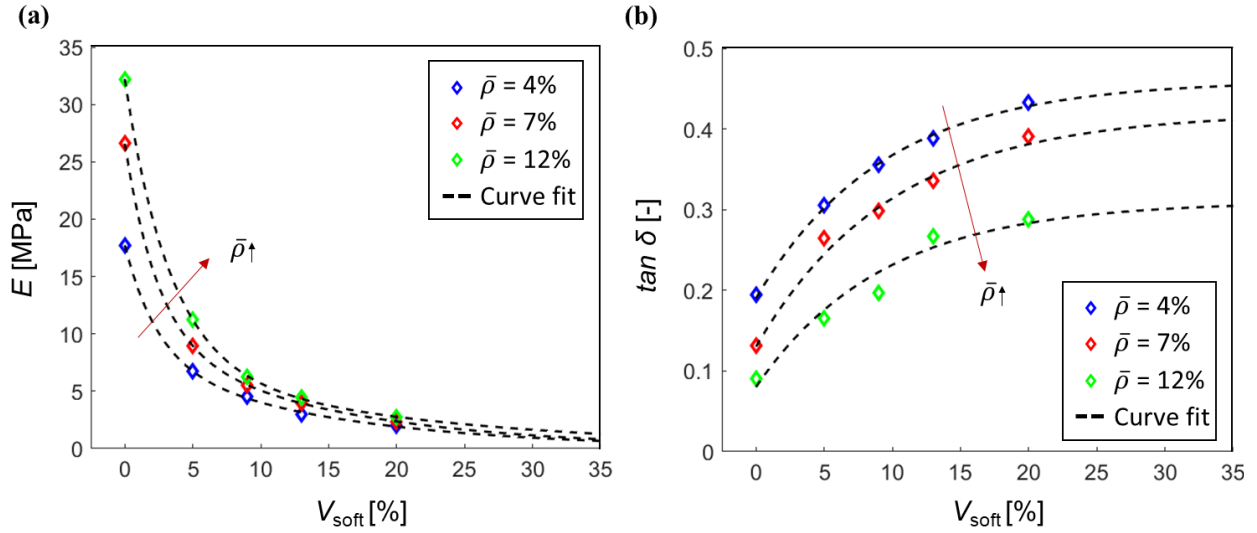 (a)
35
30
25
20
15
10
5
0
E [MPa]
0 5 10 15 20 25 30 35
V_soft [%]
ρ̄ = 4%
ρ̄ = 7%
ρ̄ = 12%
Curve fit
ρ̄↑
(b)
0.5
0.4
0.3
0.2
0.1
0
tan δ [-]
0 5 10 15 20 25 30 35
V_soft [%]
ρ̄↑
ρ̄ = 4%
ρ̄ = 7%
ρ̄ = 12%
Curve fit